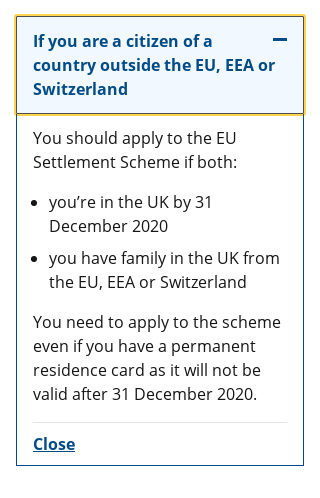 If you are a citizen of a
country outside the EU, EEA or
Switzerland
You should apply to the EU
Settlement Scheme if both:
you’re in the UK by 31
December 2020
you have family in the UK from
the EU, EEA or Switzerland
You need to apply to the scheme
even if you have a permanent
residence card as it will not be
valid after 31 December 2020.
Close